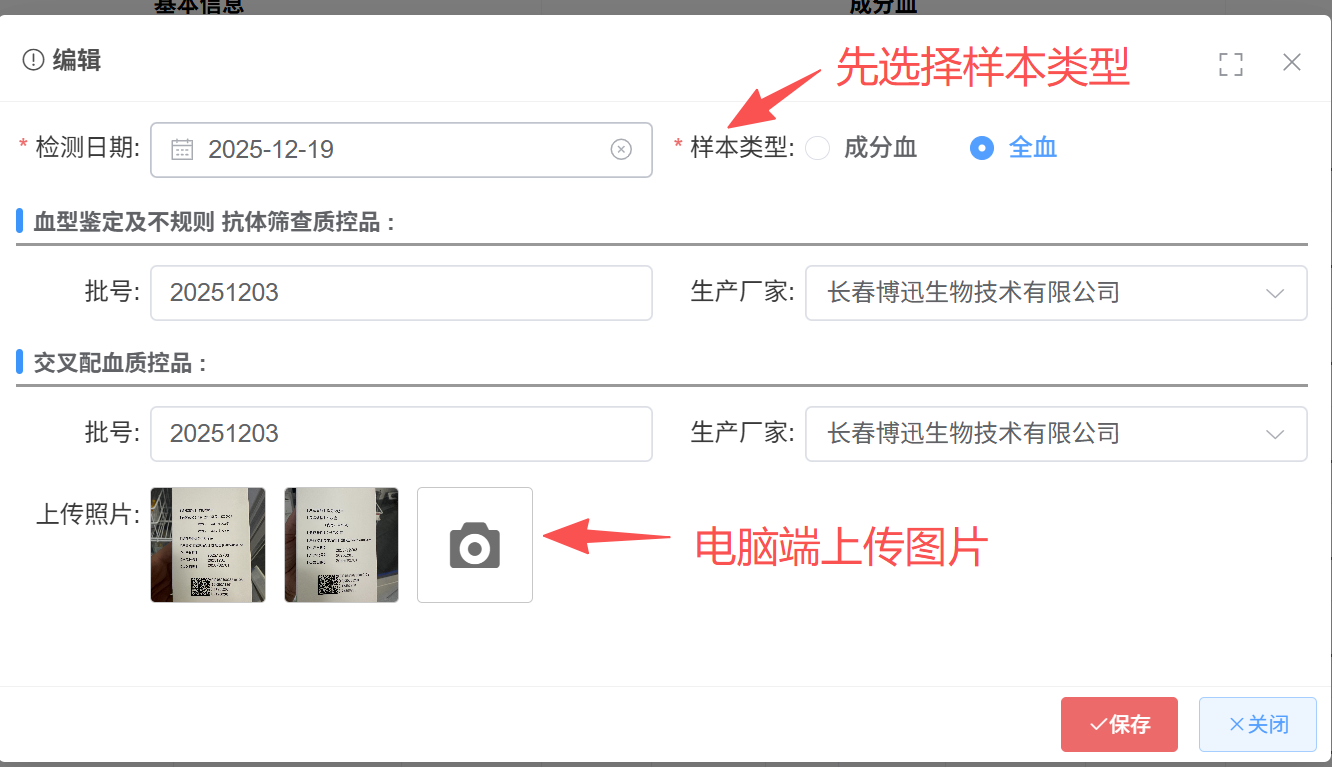 基本信息 成分血
编辑 先选择样本类型
* 检测日期: 2025-12-19 * 样本类型: 成分血 全血
血型鉴定及不规则 抗体筛查质控品：
批号: 20251203 生产厂家: 长春博迅生物技术有限公司
交叉配血质控品：
批号: 20251203 生产厂家: 长春博迅生物技术有限公司
上传照片: 电脑端上传图片
保存 关闭